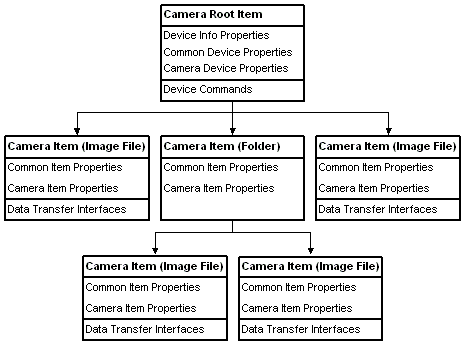 Camera Root Item
Device Info Properties
Common Device Properties
Camera Device Properties
Device Commands
Camera Item (Image File)
Common Item Properties
Camera Item Properties
Data Transfer Interfaces
Camera Item (Folder)
Common Item Properties
Camera Item Properties
Camera Item (Image File)
Common Item Properties
Camera Item Properties
Data Transfer Interfaces
Camera Item (Image File)
Common Item Properties
Camera Item Properties
Data Transfer Interfaces
Camera Item (Image File)
Common Item Properties
Camera Item Properties
Data Transfer Interfaces